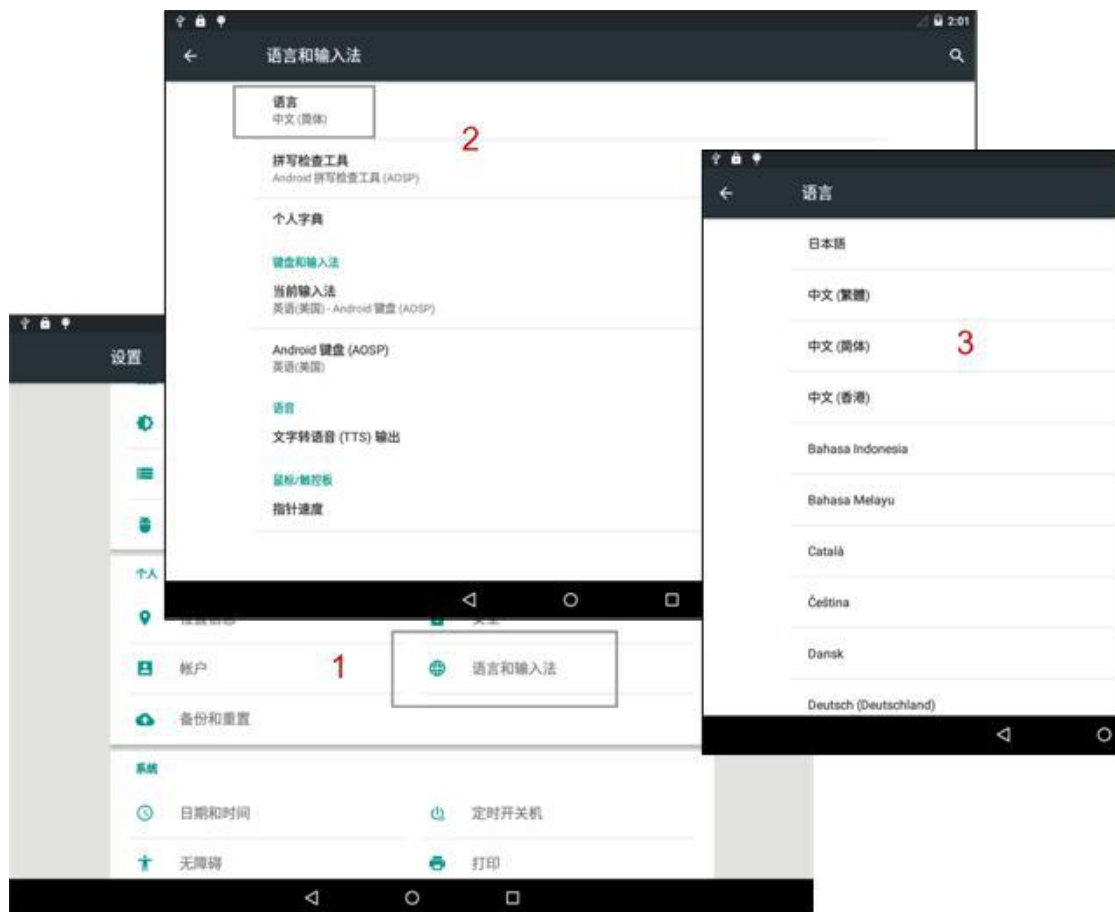 2:01
语言和输入法
语言
中文 (简体)
2
拼写检查工具
Android 拼写检查工具 (AOSP)
个人字典
键盘和输入法
当前输入法
英语(美国) - Android 键盘 (AOSP)
Android 键盘 (AOSP)
英语(美国)
语音
文字转语音 (TTS) 输出
鼠标/触控板
指针速度
语言
日本語
中文 (繁體)
中文 (简体)
3
中文 (香港)
Bahasa Indonesia
Bahasa Melayu
Català
Čeština
Dansk
Deutsch (Deutschland)
设置
个人
帐户
1
语言和输入法
备份和重置
系统
日期和时间
定时开关机
无障碍
打印